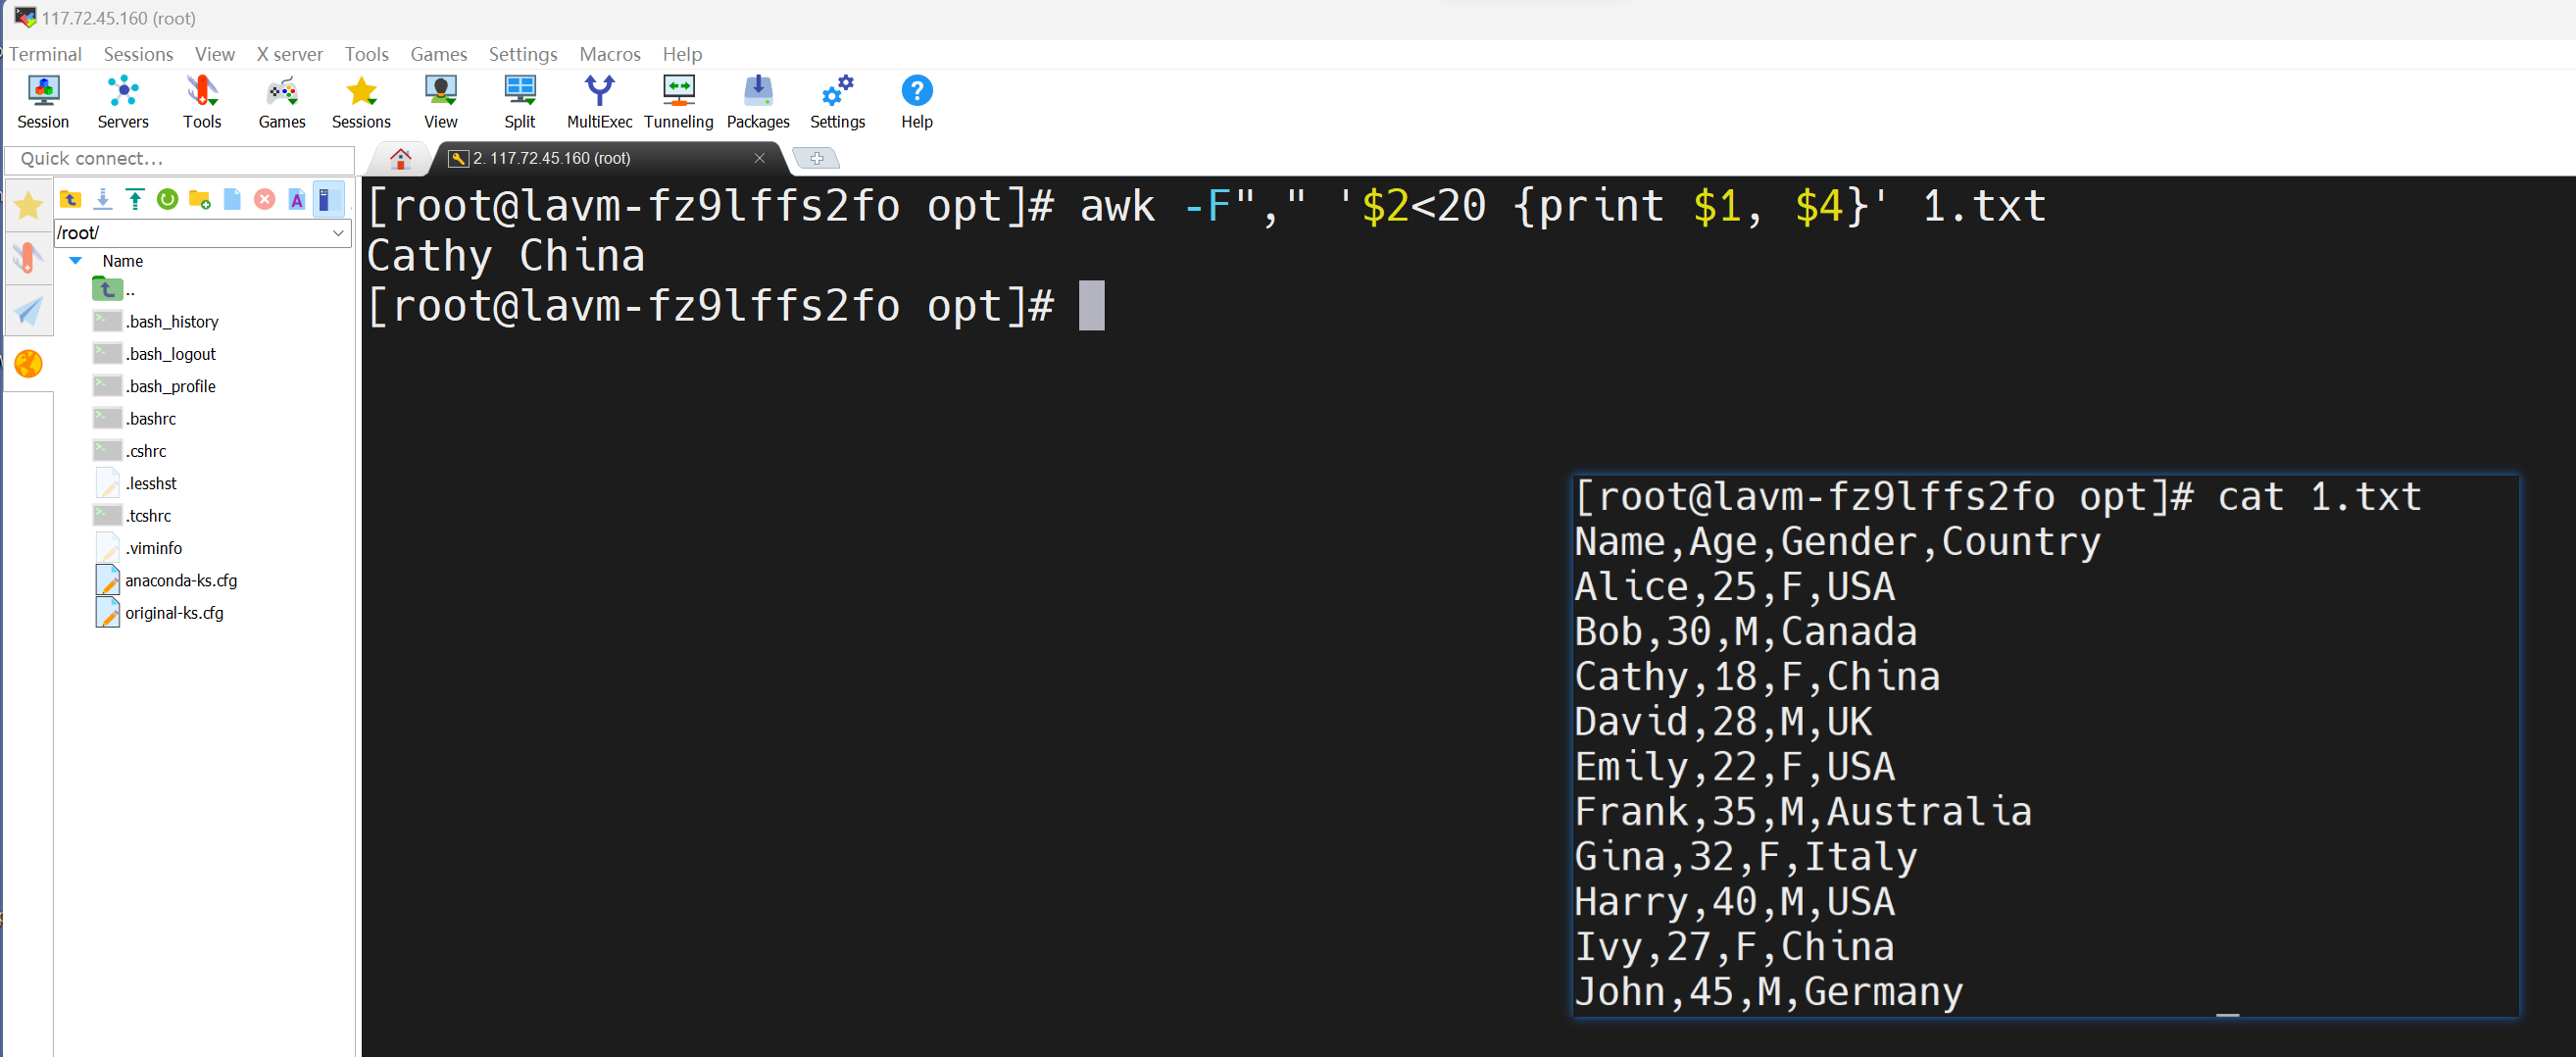 117.72.45.160 (root)
Terminal Sessions View X server Tools Games Settings Macros Help
Session Servers Tools Games Sessions View Split MultiExec Tunneling Packages Settings Help
Quick connect...
2. 117.72.45.160 (root)
/root/
Name
..
.bash_history
.bash_logout
.bash_profile
.bashrc
.cshrc
.lesshst
.tcshrc
.viminfo
anaconda-ks.cfg
original-ks.cfg
[root@lavm-fz9lffs2fo opt]# awk -F"," '$2<20 {print $1, $4}' 1.txt
Cathy China
[root@lavm-fz9lffs2fo opt]#
[root@lavm-fz9lffs2fo opt]# cat 1.txt
Name,Age,Gender,Country
Alice,25,F,USA
Bob,30,M,Canada
Cathy,18,F,China
David,28,M,UK
Emily,22,F,USA
Frank,35,M,Australia
Gina,32,F,Italy
Harry,40,M,USA
Ivy,27,F,China
John,45,M,Germany